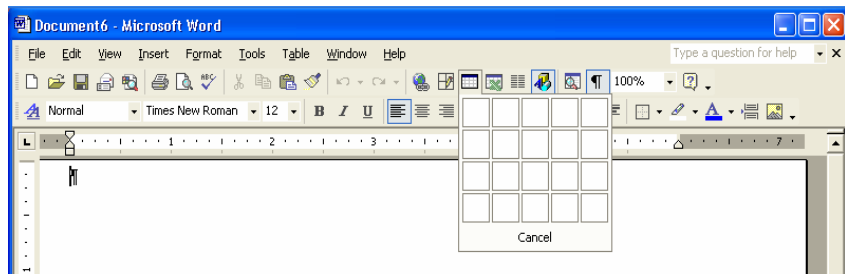 Document6 - Microsoft Word
File Edit View Insert Format Tools Table Window Help Type a question for help
¶ 100%
Normal Times New Roman 12 B I U A
L 1 2 3 7
¶
Cancel